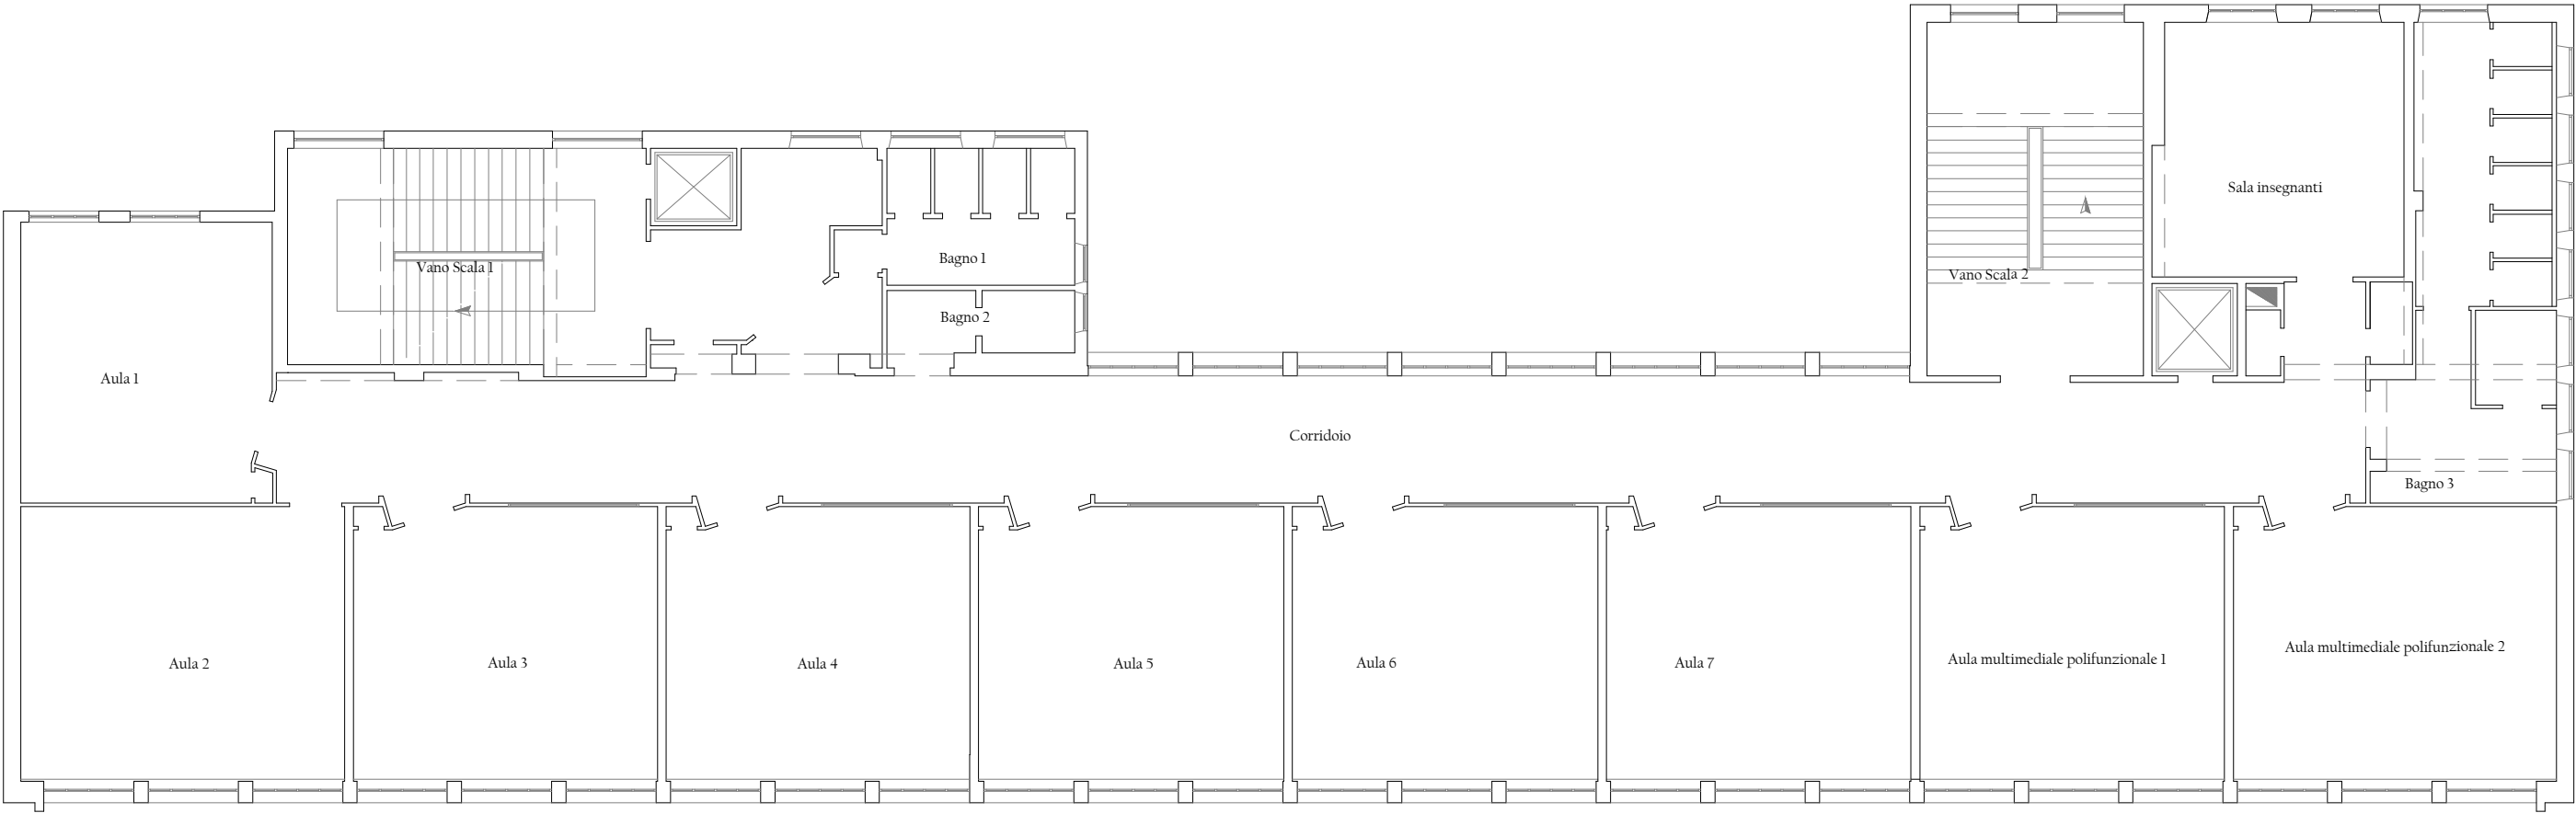 Sala insegnanti
Bagno 1
Vano Scala 1
Vano Scala 2
Bagno 2
Aula 1
Corridoio
Bagno 3
Aula 2
Aula 3
Aula 4
Aula 5
Aula 6
Aula 7
Aula multimediale polifunzionale 1
Aula multimediale polifunzionale 2